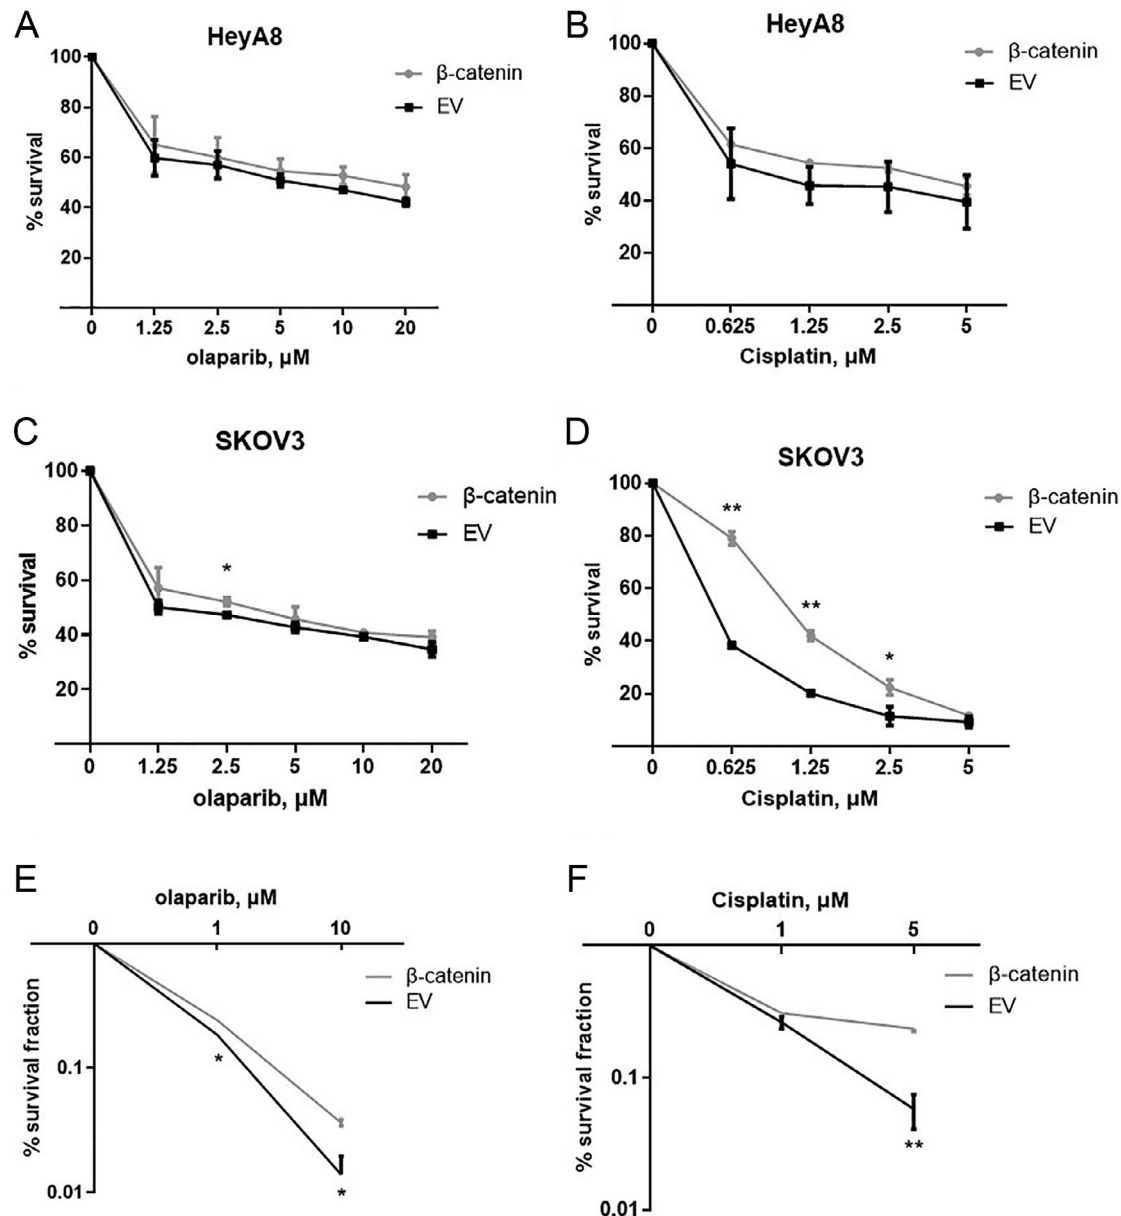 A
HeyA8
100
80
60
40
20
% survival
0 1.25 2.5 5 10 20
olaparib, µM
β-catenin
EV
B
HeyA8
100
80
60
40
20
% survival
0 0.625 1.25 2.5 5
Cisplatin, µM
β-catenin
EV
C
SKOV3
100
80
60
40
20
% survival
*
0 1.25 2.5 5 10 20
olaparib, µM
β-catenin
EV
D
SKOV3
100
80
60
40
20
% survival
**
**
*
0 0.625 1.25 2.5 5
Cisplatin, µM
β-catenin
EV
E
olaparib, µM
0 1 10
β-catenin
EV
% survival fraction
0.1
0.01
*
*
F
Cisplatin, µM
0 1 5
β-catenin
EV
% survival fraction
0.1
0.01
**